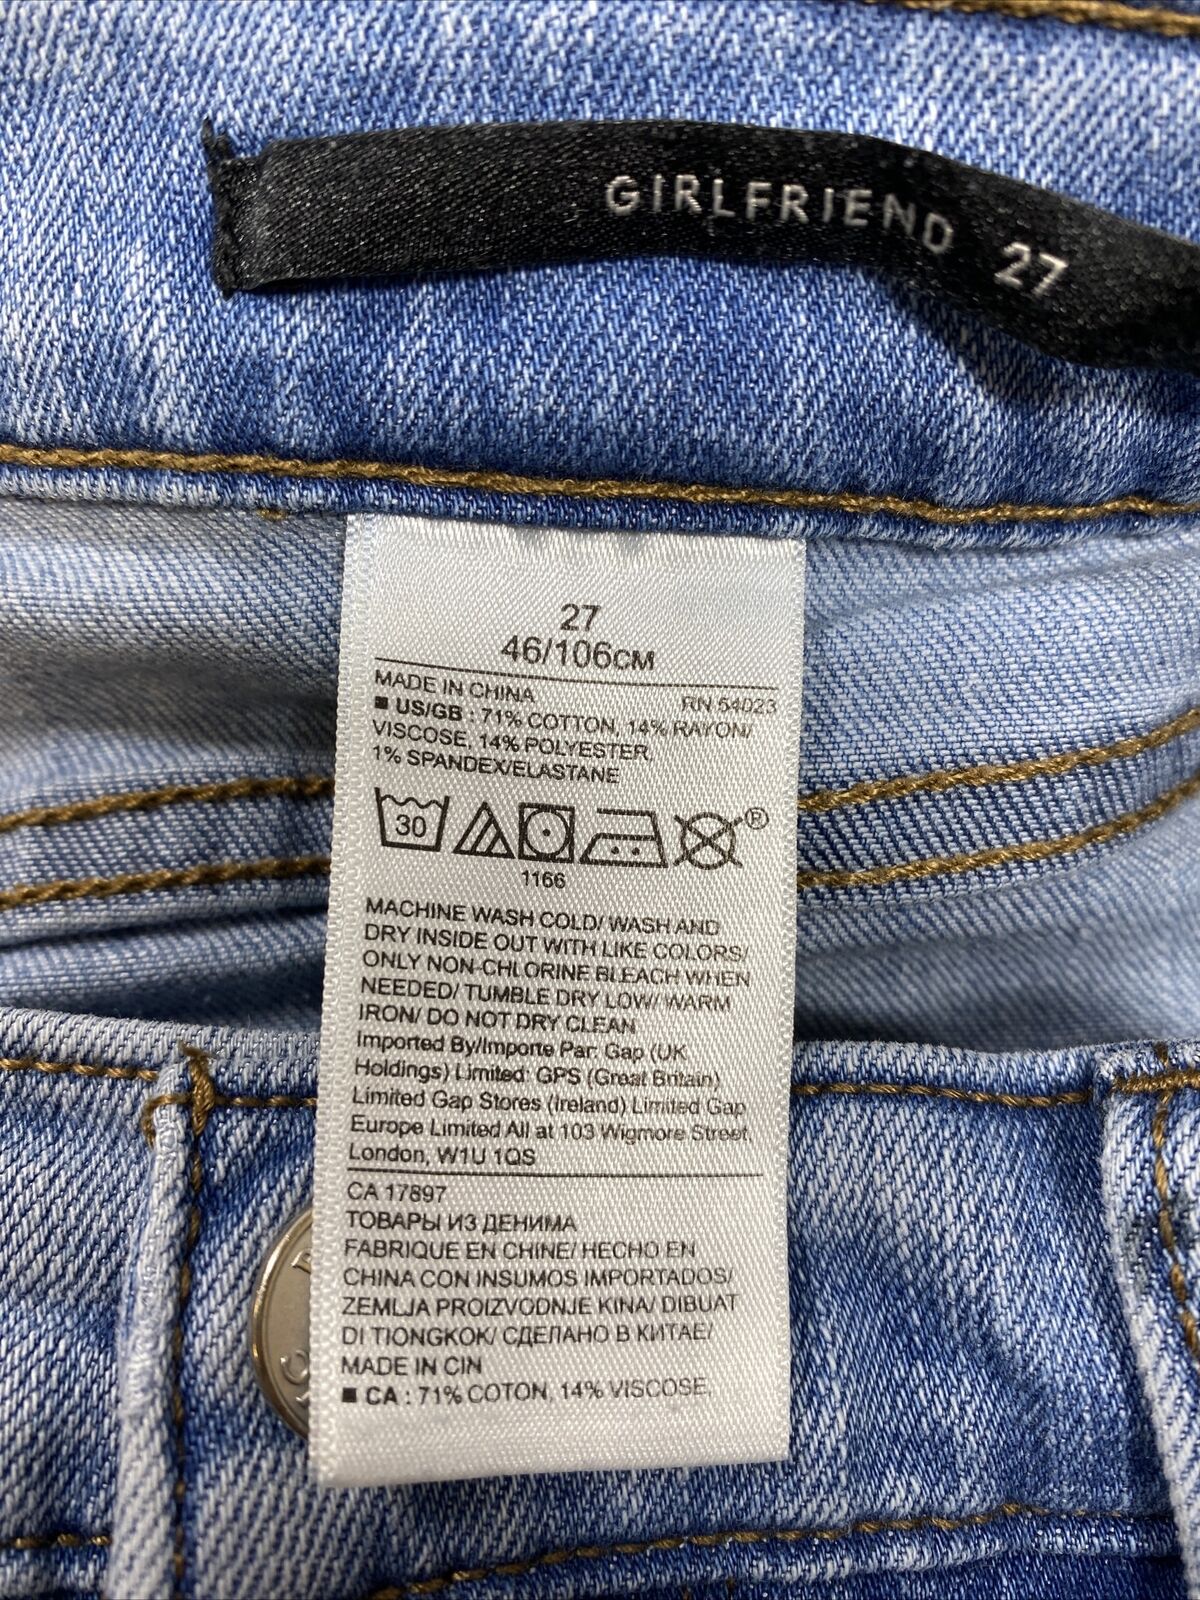 GIRLFRIEND 27
27
46/106CM
MADE IN CHINA RN 54023
■ US/GB : 71% COTTON, 14% RAYON/
VISCOSE, 14% POLYESTER,
1% SPANDEX/ELASTANE
30 ®
1166
MACHINE WASH COLD/ WASH AND
DRY INSIDE OUT WITH LIKE COLORS/
ONLY NON-CHLORINE BLEACH WHEN
NEEDED/ TUMBLE DRY LOW/ WARM
IRON/ DO NOT DRY CLEAN
Imported By/Importe Par: Gap (UK
Holdings) Limited: GPS (Great Britain)
Limited Gap Stores (Ireland) Limited Gap
Europe Limited All at 103 Wigmore Street,
London, W1U 1QS
CA 17897
ТОВАРЫ ИЗ ДЕНИМА
FABRIQUE EN CHINE/ HECHO EN
CHINA CON INSUMOS IMPORTADOS/
ZEMLJA PROIZVODNJE KINA/ DIBUAT
DI TIONGKOK/ СДЕЛАНО В КИТАЕ/
MADE IN CIN
■ CA : 71% COTON, 14% VISCOSE,